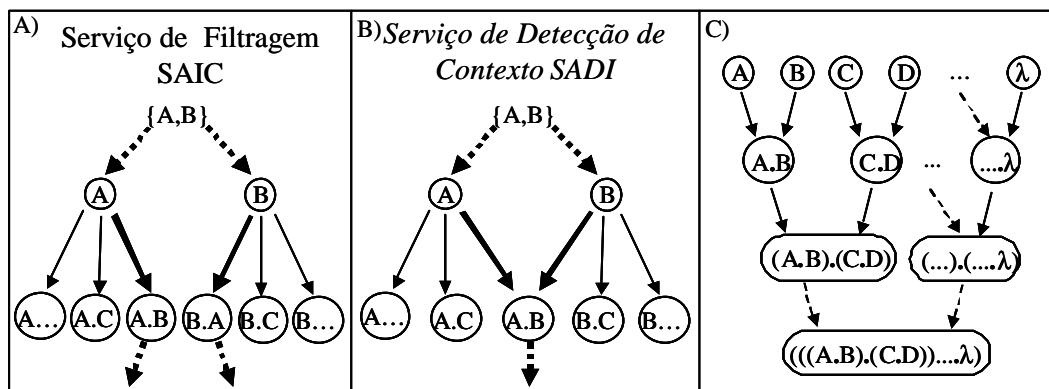 A)
Serviço de Filtragem
SAIC
{A,B}
A
B
A...
A.C
A.B
B.A
B.C
B...
B)
Serviço de Detecção de
Contexto SADI
{A,B}
A
B
A...
A.C
A.B
B.C
B...
C)
A
B
C
D
...
λ
A.B
C.D
...
....λ
(A.B).(C.D)
(...).(....λ)
(((A.B).(C.D))....λ)